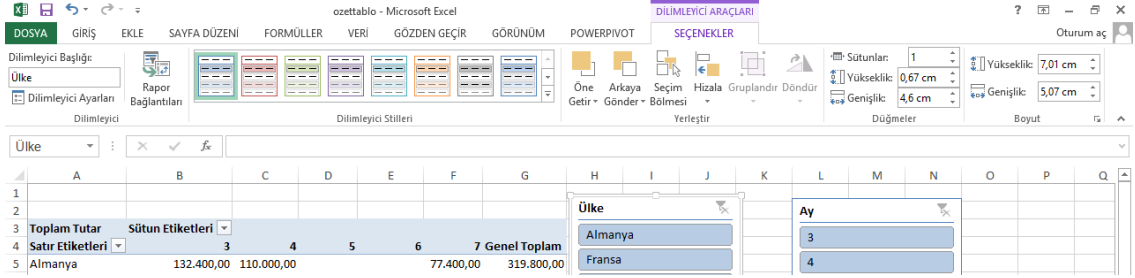 ozettablo - Microsoft Excel
DİLİMLEYİCİ ARAÇLARI
DOSYA GİRİŞ EKLE SAYFA DÜZENİ FORMÜLLER VERİ GÖZDEN GEÇİR GÖRÜNÜM POWERPIVOT SEÇENEKLER Oturum aç
Dilimleyici Başlığı:
Ülke
Dilimleyici Ayarları
Rapor
Bağlantıları
Dilimleyici
Dilimleyici Stilleri
Öne
Getir
Arkaya
Gönder
Seçim
Bölmesi
Hizala
Gruplandır
Döndür
Yerleştir
Sütunlar: 1
Yükseklik: 0,67 cm
Genişlik: 4,6 cm
Düğmeler
Yükseklik: 7,01 cm
Genişlik: 5,07 cm
Boyut
Ülke fx
A B C D E F G H I J K L M N O P Q
1
2
3 Toplam Tutar Sütun Etiketleri
4 Satır Etiketleri 3 4 5 6 7 Genel Toplam
5 Almanya 132.400,00 110.000,00 77.400,00 319.800,00
Ülke
Almanya
Fransa
Ay
3
4